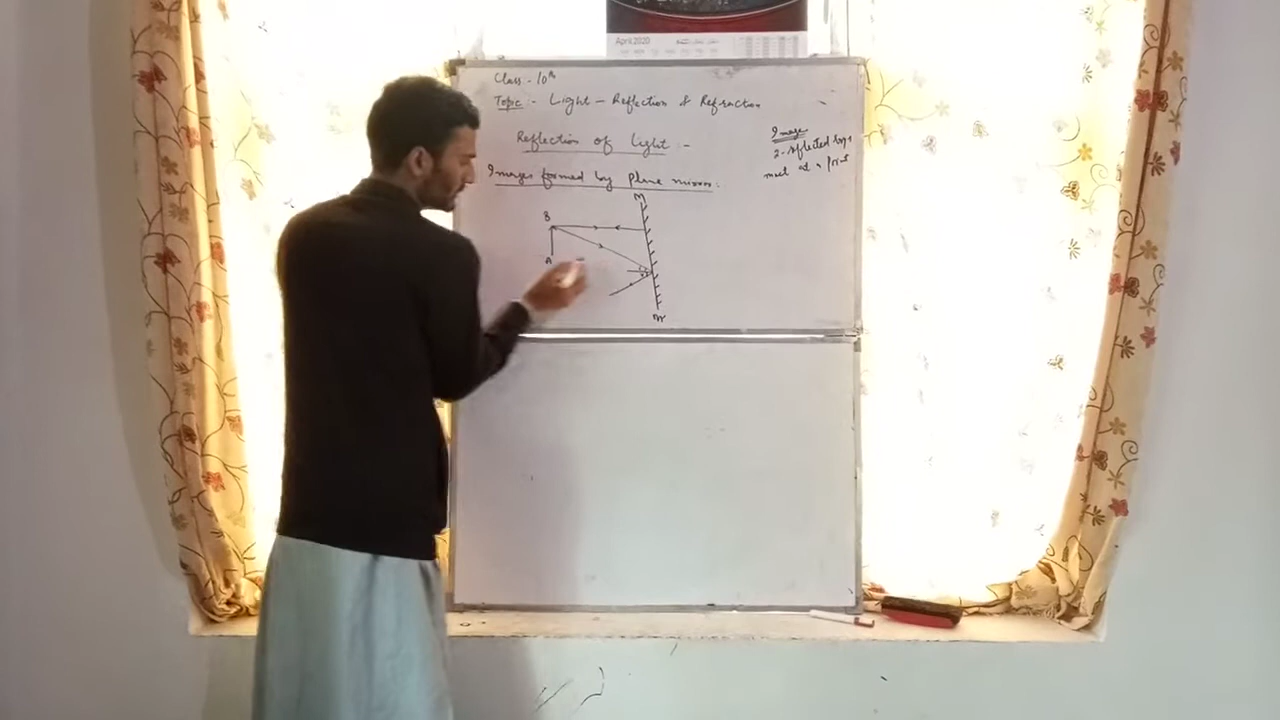 April 2020
Class - 10th
Topic :- Light - Reflection & Refraction
Reflection of Light :-
Image
2-reflected rays
meet at a point
Images formed by plane mirror:
M
B
A
M'